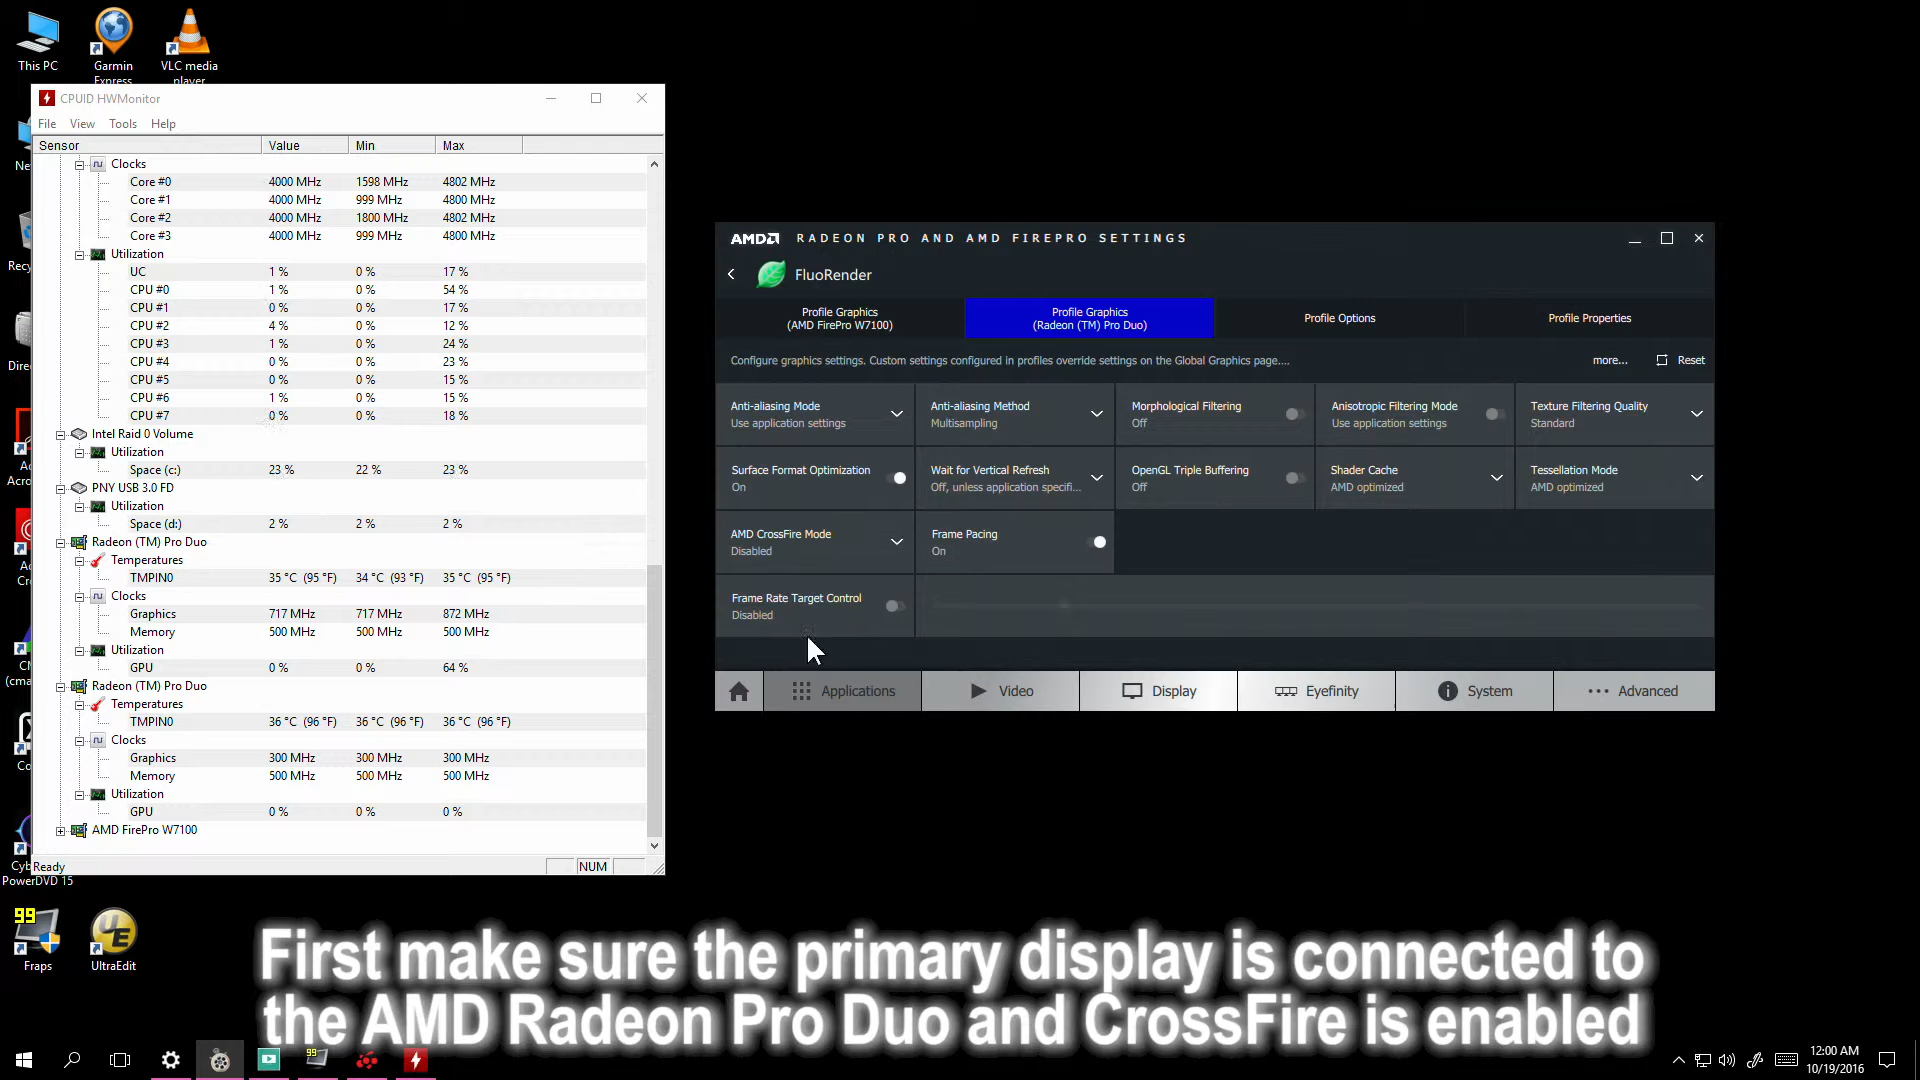 This PC
Garmin
Express
VLC media
player
CPUID HWMonitor
File View Tools Help
Sensor Value Min Max
Clocks
Core #0 4000 MHz 1598 MHz 4802 MHz
Core #1 4000 MHz 999 MHz 4800 MHz
Core #2 4000 MHz 1800 MHz 4802 MHz
Core #3 4000 MHz 999 MHz 4800 MHz
Utilization
UC 1 % 0 % 17 %
CPU #0 1 % 0 % 54 %
CPU #1 0 % 0 % 17 %
CPU #2 4 % 0 % 12 %
CPU #3 1 % 0 % 24 %
CPU #4 0 % 0 % 23 %
CPU #5 0 % 0 % 15 %
CPU #6 1 % 0 % 15 %
CPU #7 0 % 0 % 18 %
Intel Raid 0 Volume
Utilization
Space (c:) 23 % 22 % 23 %
PNY USB 3.0 FD
Utilization
Space (d:) 2 % 2 % 2 %
Radeon (TM) Pro Duo
Temperatures
TMPIN0 35 °C (95 °F) 34 °C (93 °F) 35 °C (95 °F)
Clocks
Graphics 717 MHz 717 MHz 872 MHz
Memory 500 MHz 500 MHz 500 MHz
Utilization
GPU 0 % 0 % 64 %
Radeon (TM) Pro Duo
Temperatures
TMPIN0 36 °C (96 °F) 36 °C (96 °F) 36 °C (96 °F)
Clocks
Graphics 300 MHz 300 MHz 300 MHz
Memory 500 MHz 500 MHz 500 MHz
Utilization
GPU 0 % 0 % 0 %
AMD FirePro W7100
Ready NUM
Recy
Direc
Acro
Cro
CM
(cma
Co
Cyb
PowerDVD 15
99
Fraps
UE
UltraEdit
AMD RADEON PRO AND AMD FIREPRO SETTINGS
FluoRender
Profile Graphics
(AMD FirePro W7100)
Profile Graphics
(Radeon (TM) Pro Duo)
Profile Options
Profile Properties
Configure graphics settings. Custom settings configured in profiles override settings on the Global Graphics page....
more... Reset
Anti-aliasing Mode
Use application settings
Anti-aliasing Method
Multisampling
Morphological Filtering
Off
Anisotropic Filtering Mode
Use application settings
Texture Filtering Quality
Standard
Surface Format Optimization
On
Wait for Vertical Refresh
Off, unless application specifi...
OpenGL Triple Buffering
Off
Shader Cache
AMD optimized
Tessellation Mode
AMD optimized
AMD CrossFire Mode
Disabled
Frame Pacing
On
Frame Rate Target Control
Disabled
Applications Video Display Eyefinity System Advanced
First make sure the primary display is connected to
the AMD Radeon Pro Duo and CrossFire is enabled
99
12:00 AM
10/19/2016